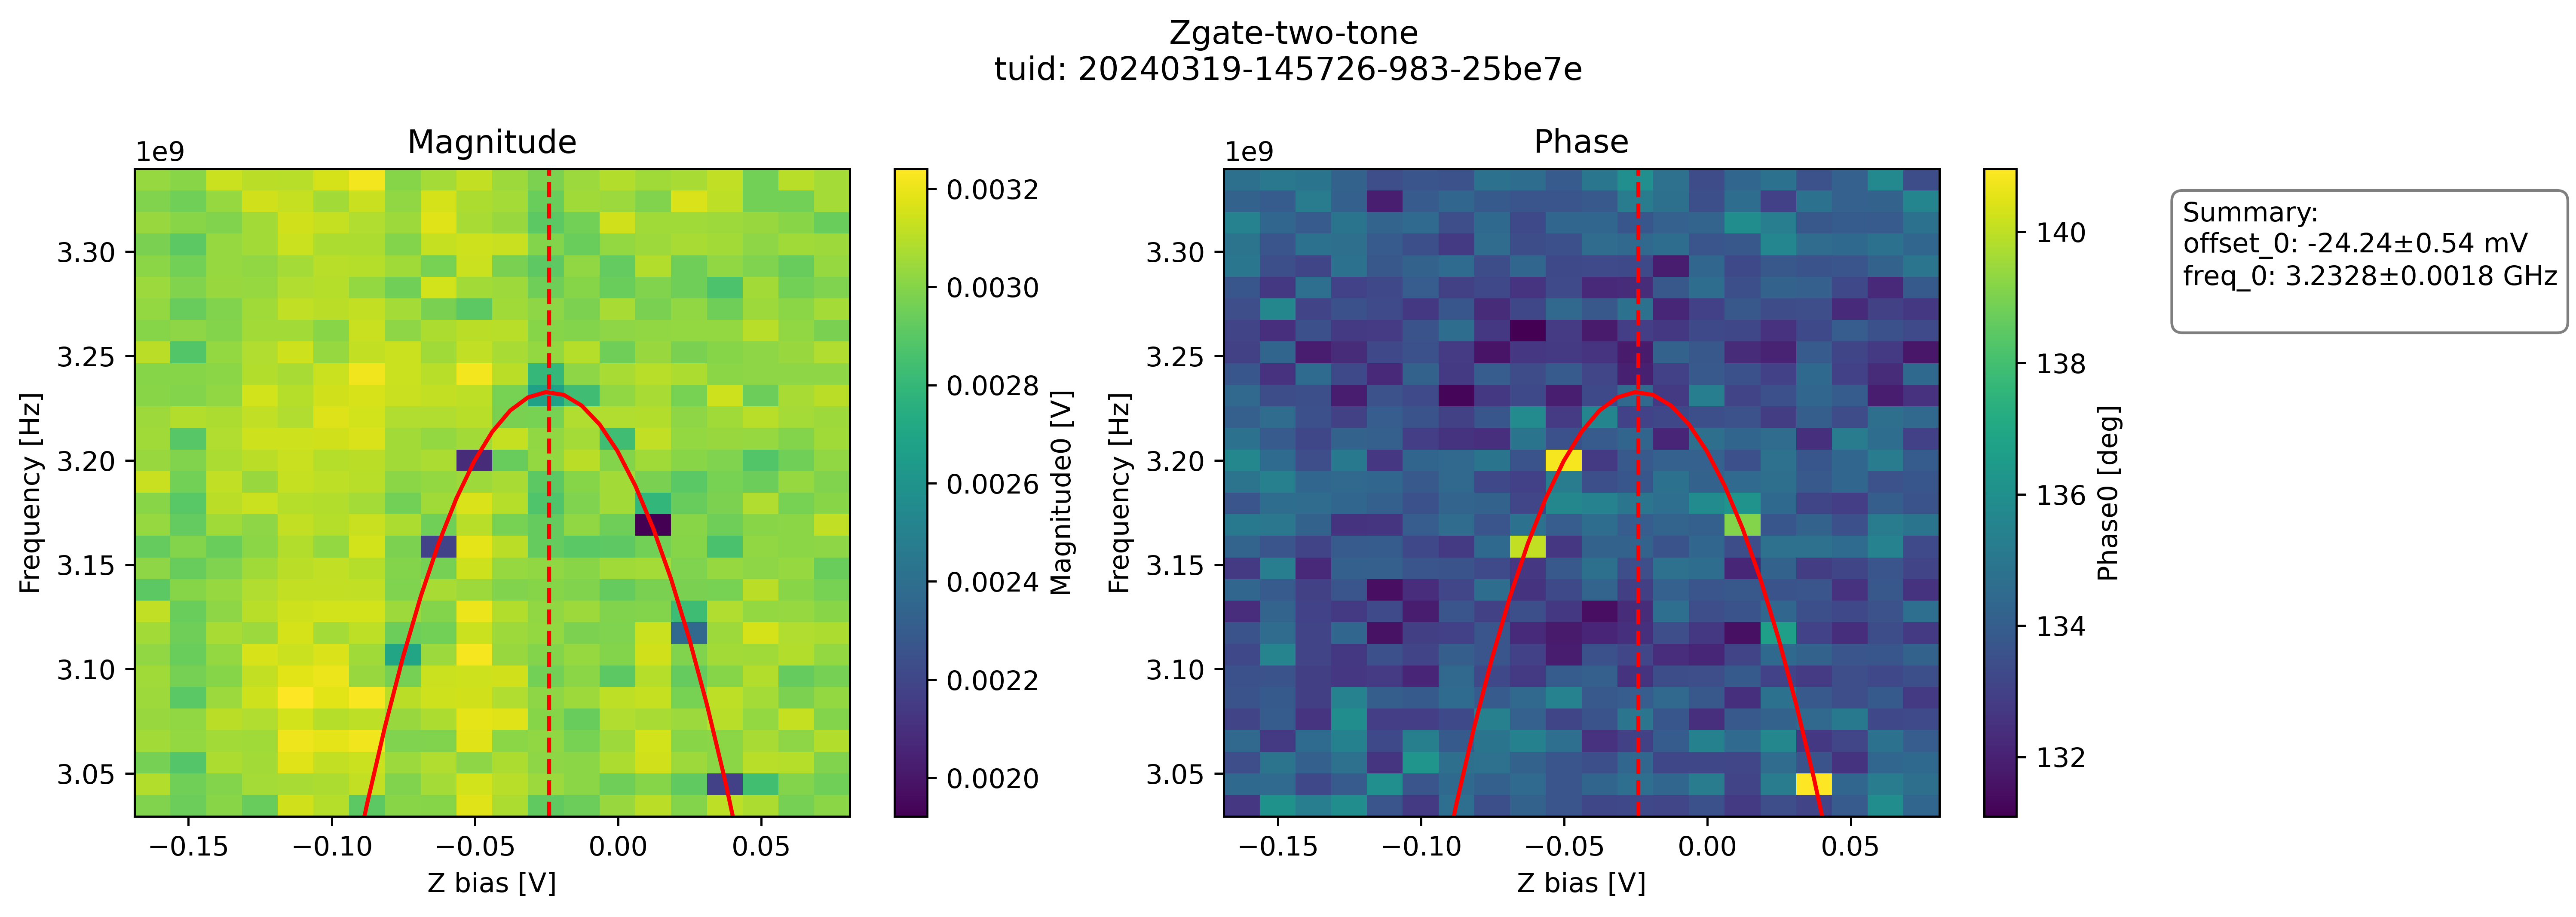 Zgate-two-tone
tuid: 20240319-145726-983-25be7e
Magnitude
1e9
3.30
3.25
3.20
3.15
3.10
3.05
Frequency [Hz]
−0.15
−0.10
−0.05
0.00
0.05
Z bias [V]
0.0032
0.0030
0.0028
0.0026
0.0024
0.0022
0.0020
Magnitude0 [V]
Phase
1e9
3.30
3.25
3.20
3.15
3.10
3.05
Frequency [Hz]
−0.15
−0.10
−0.05
0.00
0.05
Z bias [V]
140
138
136
134
132
Phase0 [deg]
Summary:
offset_0: -24.24±0.54 mV
freq_0: 3.2328±0.0018 GHz